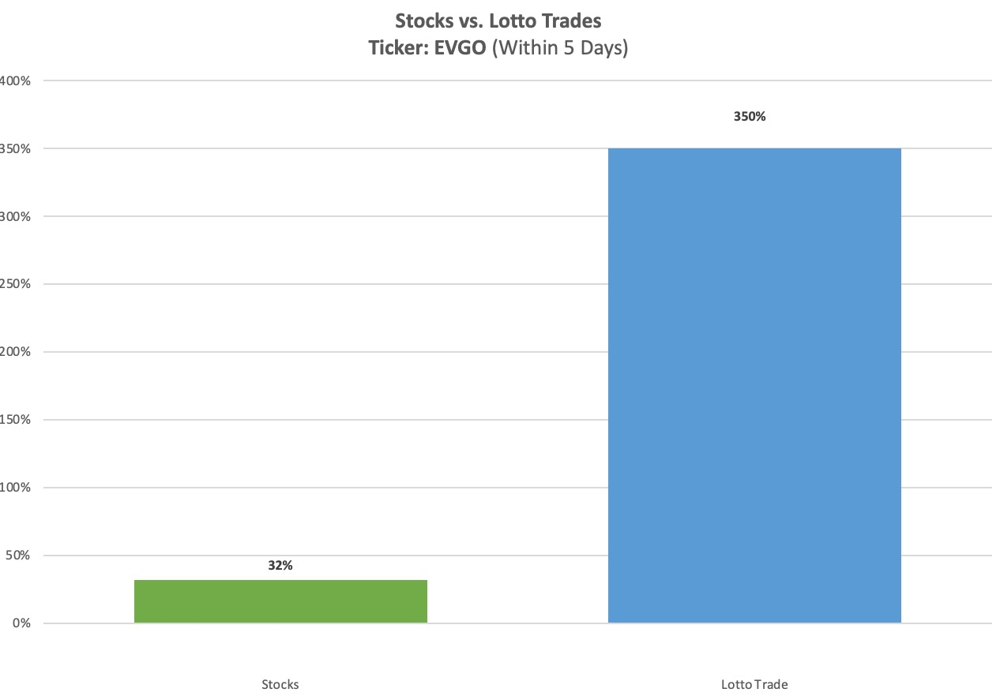 Stocks vs. Lotto Trades
Ticker: EVGO (Within 5 Days)
400%
350%
350%
300%
250%
200%
150%
100%
50%
32%
0%
Stocks
Lotto Trade